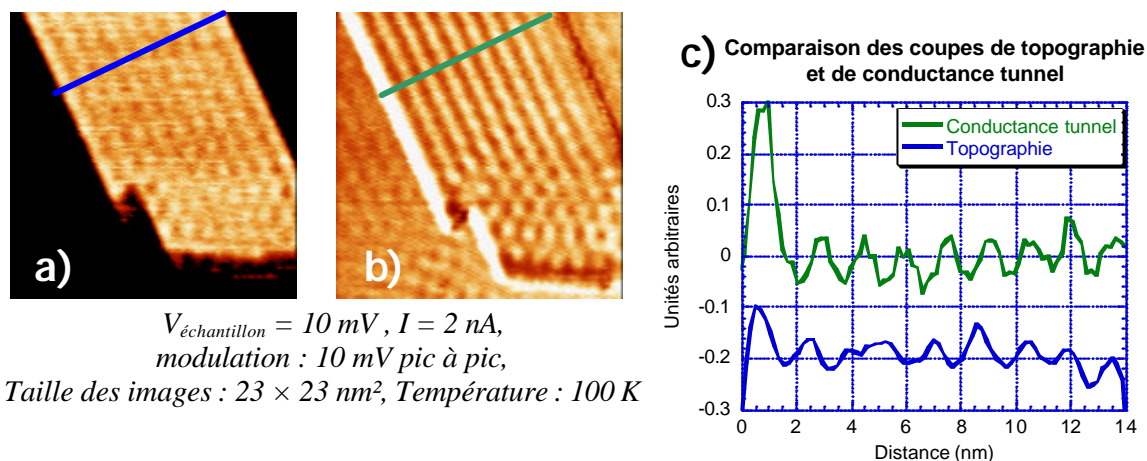 a)
b)
V_échantillon = 10 mV , I = 2 nA,
modulation : 10 mV pic à pic,
Taille des images : 23 × 23 nm², Température : 100 K
c) Comparaison des coupes de topographie
et de conductance tunnel
Conductance tunnel
Topographie
Unités arbitraires
0.3
0.2
0.1
0
-0.1
-0.2
-0.3
0 2 4 6 8 10 12 14
Distance (nm)